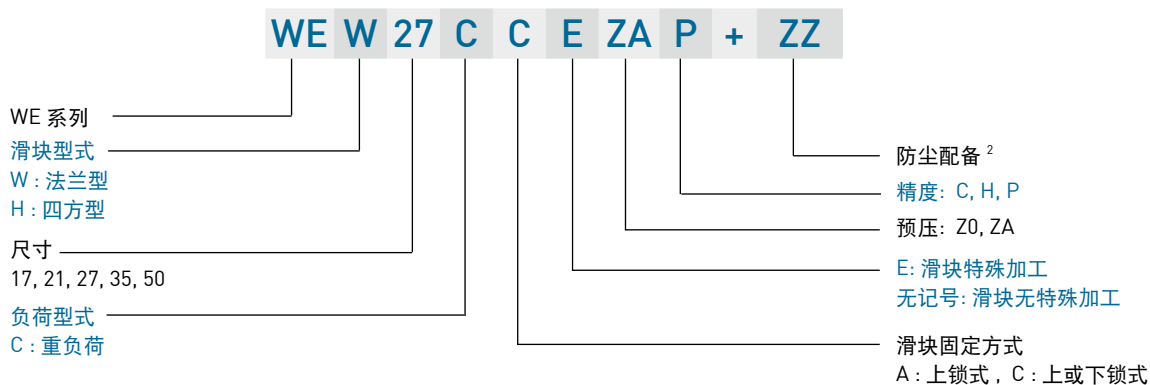 WE W 27 C C E ZA P + ZZ
WE 系列
滑块型式
W : 法兰型
H : 四方型
尺寸
17, 21, 27, 35, 50
负荷型式
C : 重负荷
防尘配备 2
精度: C, H, P
预压: Z0, ZA
E: 滑块特殊加工
无记号: 滑块无特殊加工
滑块固定方式
A : 上锁式 , C : 上或下锁式